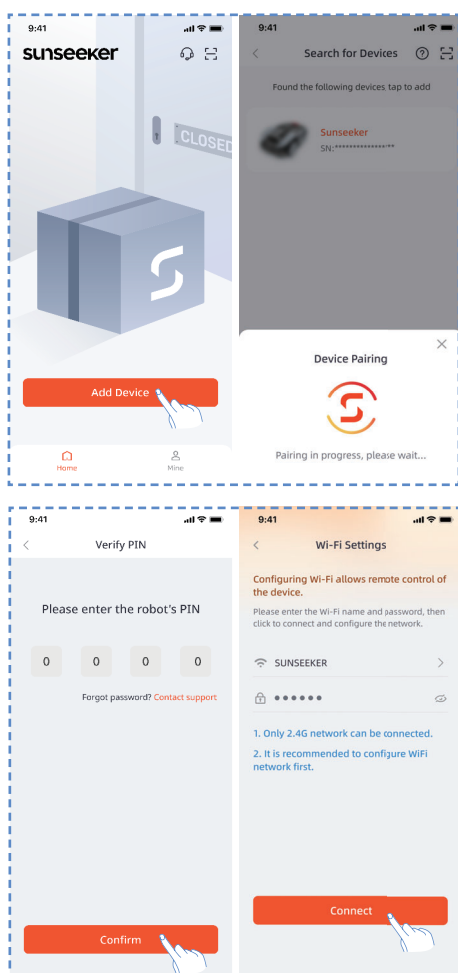 9:41
sunseeker
CLOSED
Add Device
Home
Mine
9:41
Search for Devices
Found the following devices, tap to add
Sunseeker
SN:**************
Device Pairing
Pairing in progress, please wait...
9:41
Verify PIN
Please enter the robot's PIN
0 0 0 0
Forgot password? Contact support
Confirm
9:41
Wi-Fi Settings
Configuring Wi-Fi allows remote control of
the device.
Please enter the Wi-Fi name and password, then
click to connect and configure the network.
SUNSEEKER
1. Only 2.4G network can be connected.
2. It is recommended to configure WiFi
network first.
Connect